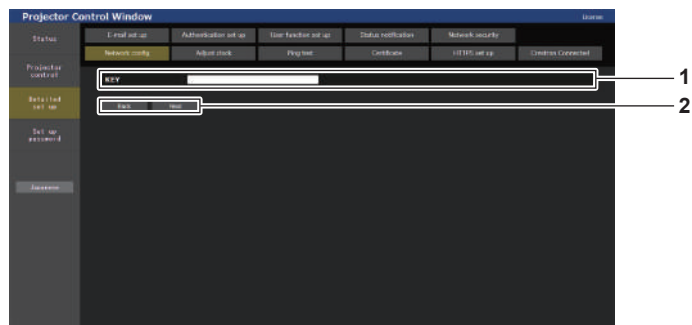 Projector Control Window
License
Status
E-mail set up
Authentication set up
User function set up
Status notification
Network security
Network config
Adjust clock
Ping test
Certificate
HTTPS set up
Crestron Connected
Projector
control
KEY
1
Detailed
set up
Back
Next
2
Set up
password
Japanese